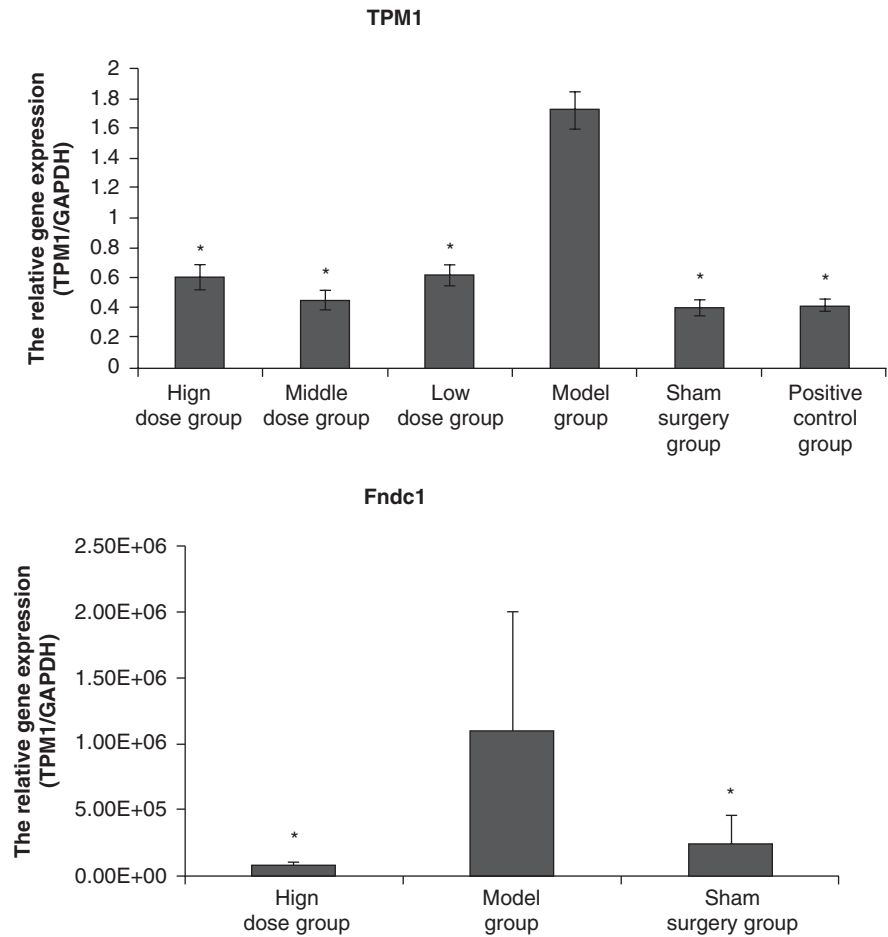 TPM1
The relative gene expression
(TPM1/GAPDH)
2
1.8
1.6
1.4
1.2
1
0.8
0.6
0.4
0.2
0
*
*
*
*
*
Hign
dose group
Middle
dose group
Low
dose group
Model
group
Sham
surgery
group
Positive
control
group
Fndc1
The relative gene expression
(TPM1/GAPDH)
2.50E+06
2.00E+06
1.50E+06
1.00E+06
5.00E+05
0.00E+00
*
*
Hign
dose group
Model
group
Sham
surgery group